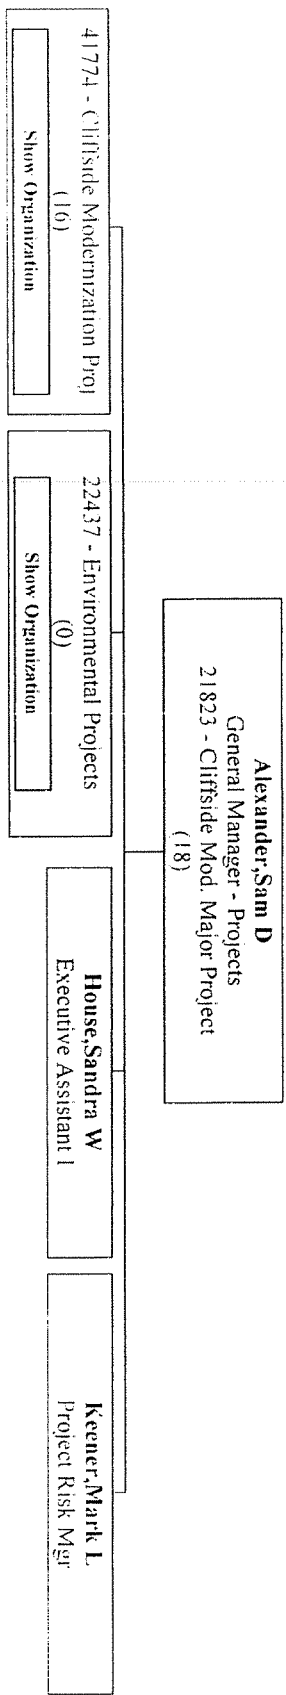 Alexander,Sam D
General Manager - Projects
21823 - Cliffside Mod. Major Project
(18)
41774 - Cliffside Modernization Proj
(16)
Show Organization
22437 - Environmental Projects
(0)
Show Organization
House,Sandra W
Executive Assistant I
Keener,Mark L
Project Risk Mgr